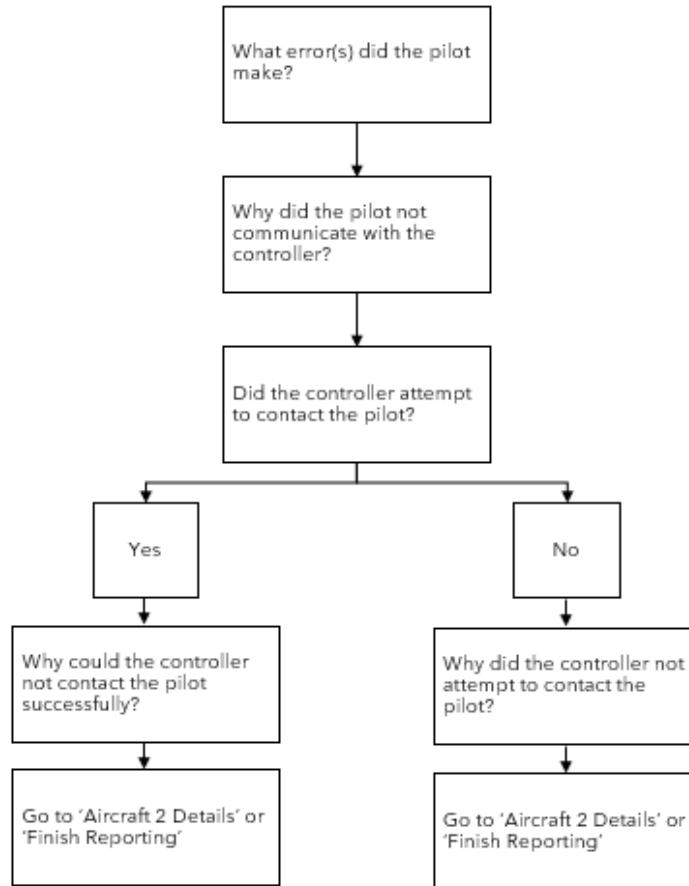 What error(s) did the pilot
make?
Why did the pilot not
communicate with the
controller?
Did the controller attempt
to contact the pilot?
Yes
No
Why could the controller
not contact the pilot
successfully?
Why did the controller not
attempt to contact the
pilot?
Go to ‘Aircraft 2 Details’ or
‘Finish Reporting’
Go to ‘Aircraft 2 Details’ or
‘Finish Reporting’